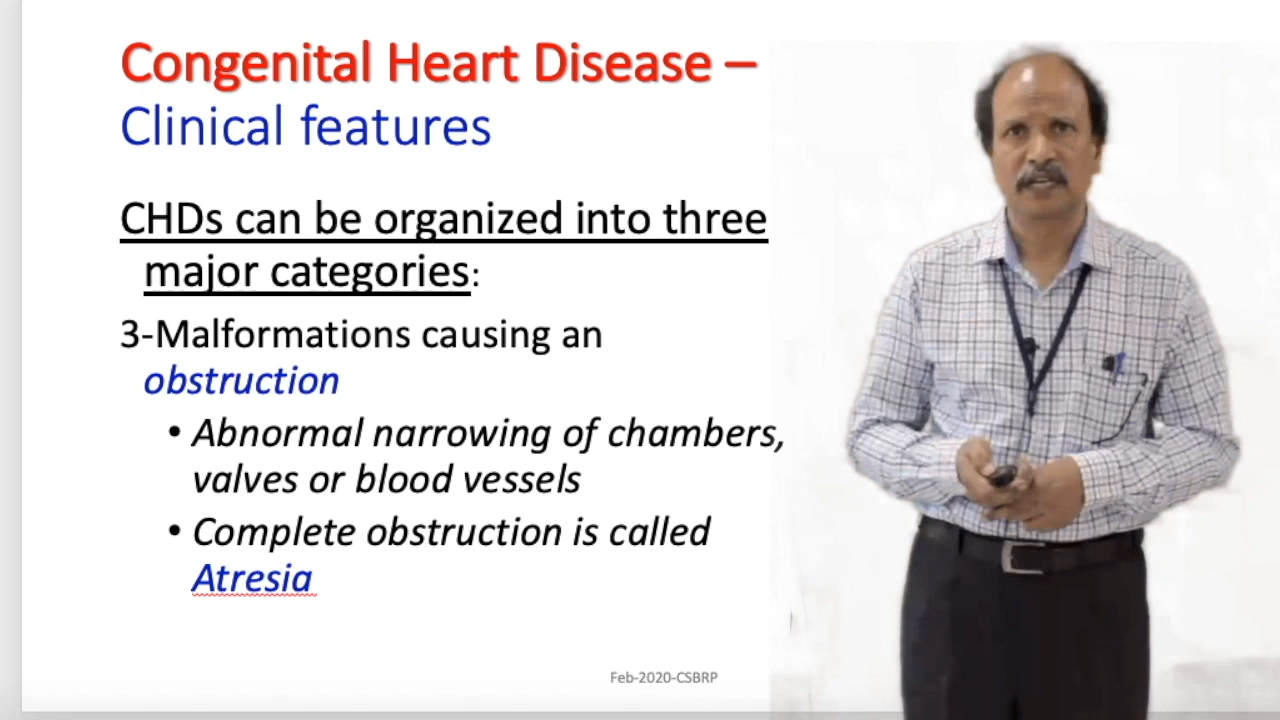 Congenital Heart Disease –
Clinical features
CHDs can be organized into three
major categories:
3-Malformations causing an
obstruction
• Abnormal narrowing of chambers,
valves or blood vessels
• Complete obstruction is called
Atresia
Feb-2020-CSBRP